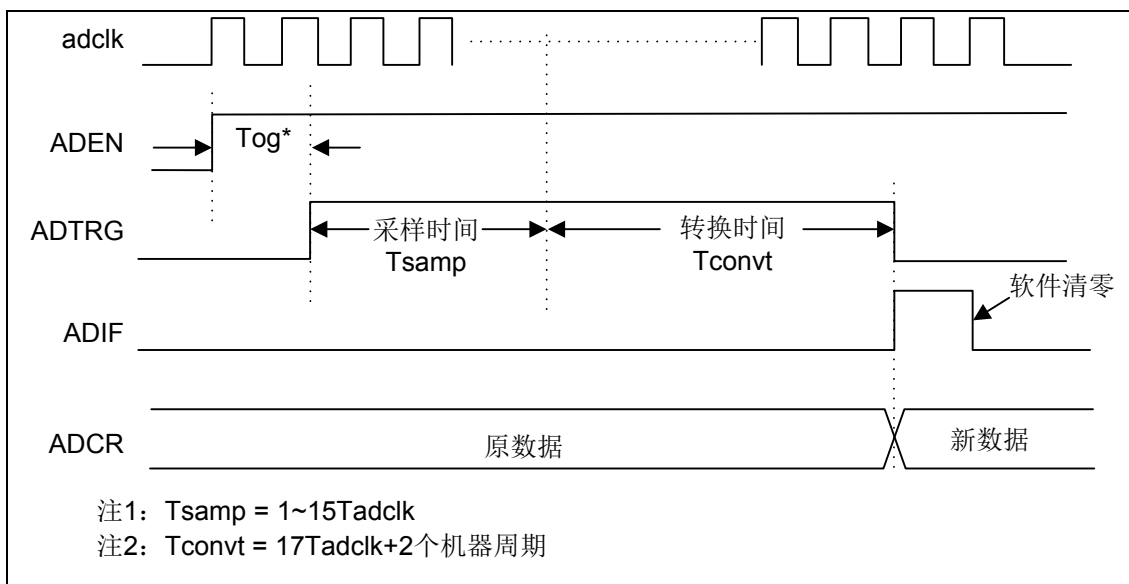 adclk
ADEN
Tog*
ADTRG
采样时间
Tsamp
转换时间
Tconvt
软件清零
ADIF
ADCR
原数据
新数据
注1：Tsamp = 1~15Tadclk
注2：Tconvt = 17Tadclk+2个机器周期